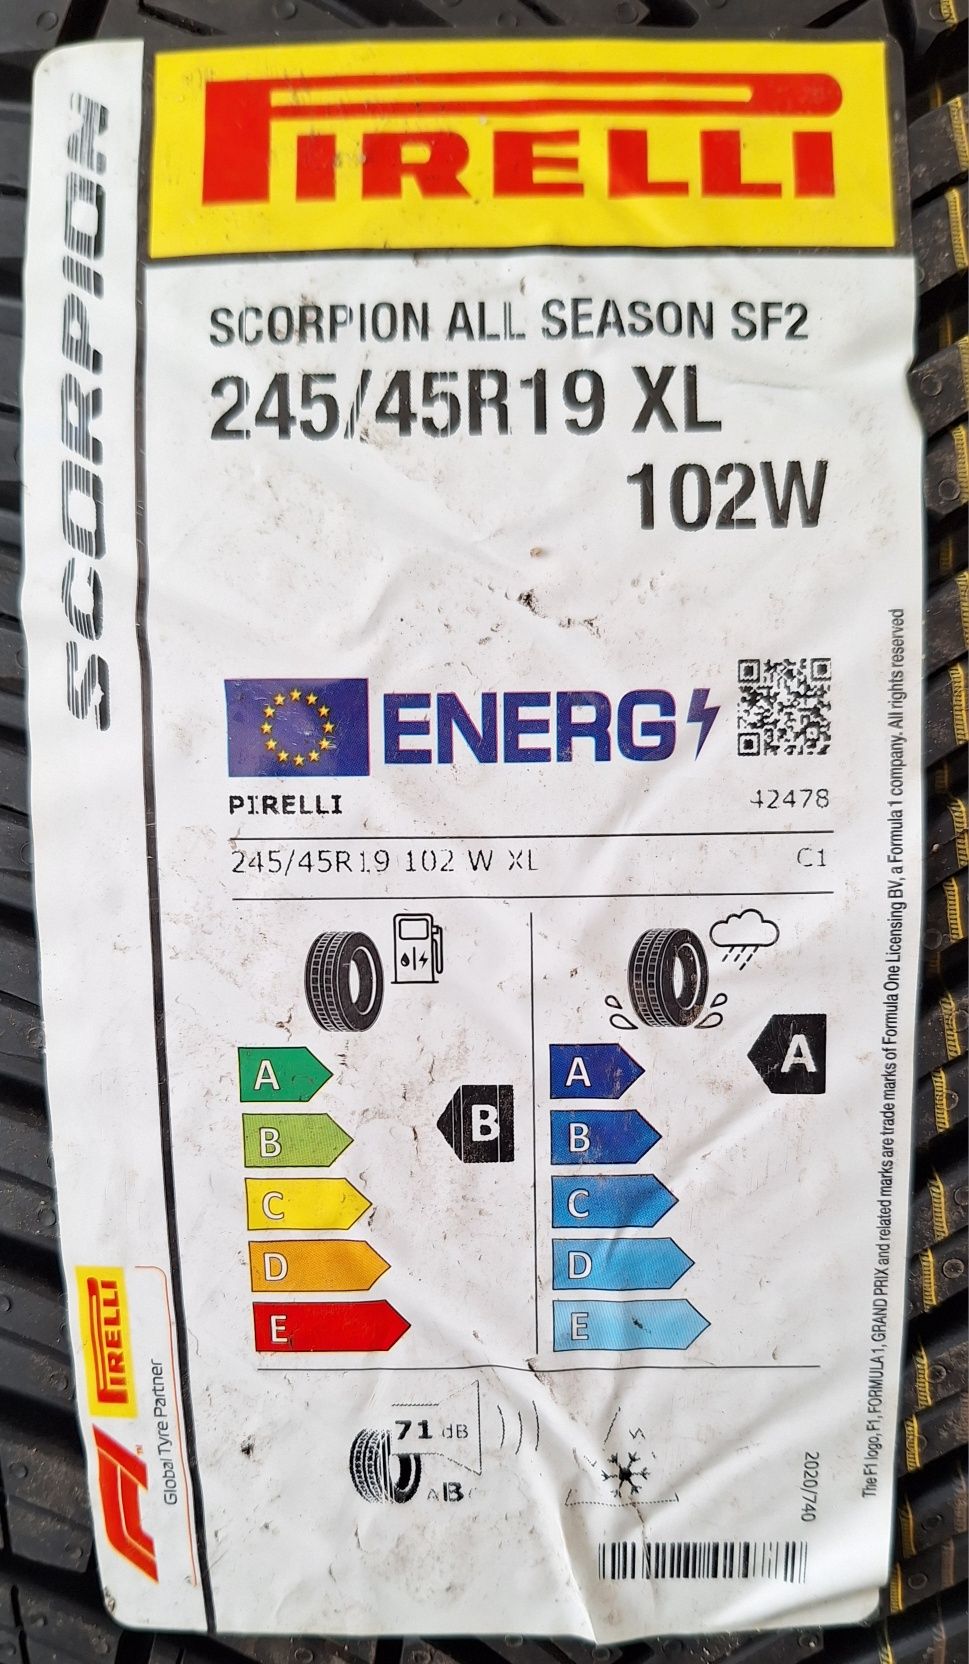 SCORPION
PIRELLI
SCORPION ALL SEASON SF2
245/45R19 XL
102W
ENERG
PIRELLI
42478
245/45R19 102 W XL
C1
A
B
C
D
E
B
A
B
C
D
E
A
71 dB
ABC
2020/740
PIRELLI
F1™
Global Tyre Partner
The F1 logo, F1, FORMULA 1, GRAND PRIX and related marks are trade marks of Formula One Licensing BV, a Formula 1 company. All rights reserved